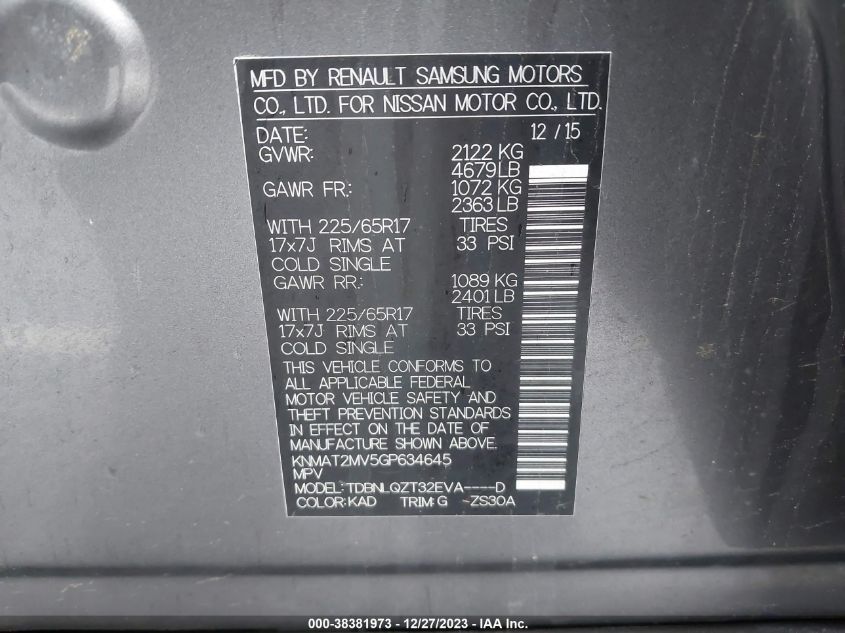 MFD BY RENAULT SAMSUNG MOTORS
CO., LTD. FOR NISSAN MOTOR CO., LTD.
DATE: 12 / 15
GVWR: 2122 KG
4679 LB
GAWR FR: 1072 KG
2363 LB
WITH 225/65R17 TIRES
17x7J RIMS AT 33 PSI
COLD SINGLE
GAWR RR: 1089 KG
2401 LB
WITH 225/65R17 TIRES
17x7J RIMS AT 33 PSI
COLD SINGLE
THIS VEHICLE CONFORMS TO
ALL APPLICABLE FEDERAL
MOTOR VEHICLE SAFETY AND
THEFT PREVENTION STANDARDS
IN EFFECT ON THE DATE OF
MANUFACTURE SHOWN ABOVE.
KNMAT2MV5GP634645
MPV
MODEL: TDBNLQZT32EVA----D
COLOR: KAD TRIM: G -ZS30A
000-38381973 - 12/27/2023 - IAA Inc.